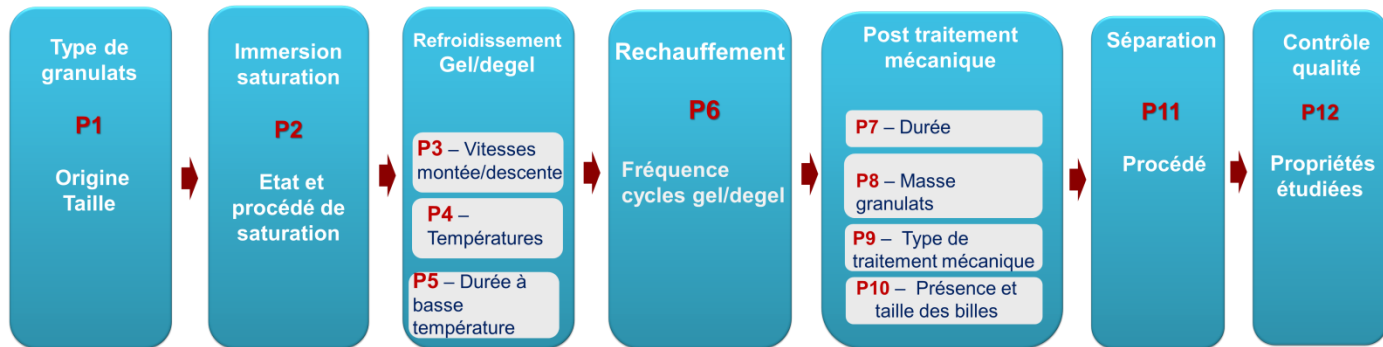 Type de
granulats
P1
Origine
Taille
Immersion
saturation
P2
Etat et
procédé de
saturation
Refroidissement
Gel/degel
P3 – Vitesses
montée/descente
P4 –
Températures
P5 – Durée à
basse
température
Rechauffement
P6
Fréquence
cycles gel/degel
Post traitement
mécanique
P7 – Durée
P8 – Masse
granulats
P9 – Type de
traitement mécanique
P10 – Présence et
taille des billes
Séparation
P11
Procédé
Contrôle
qualité
P12
Propriétés
étudiées